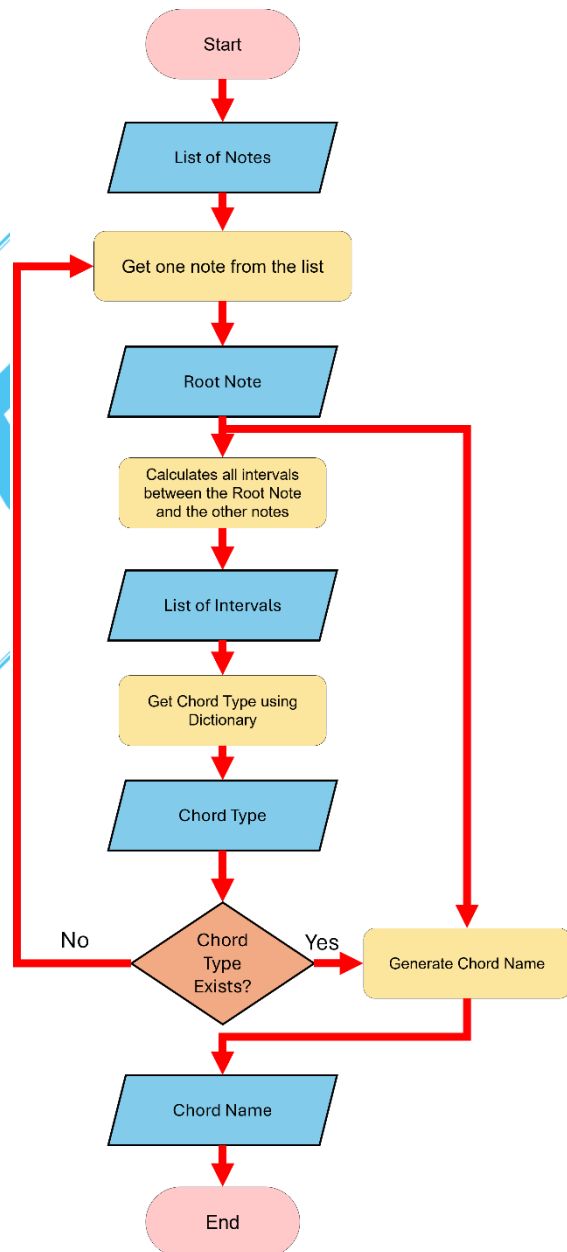 Start
List of Notes
Get one note from the list
Root Note
Calculates all intervals
between the Root Note
and the other notes
List of Intervals
Get Chord Type using
Dictionary
Chord Type
No
Chord
Type
Exists?
Yes
Generate Chord Name
Chord Name
End